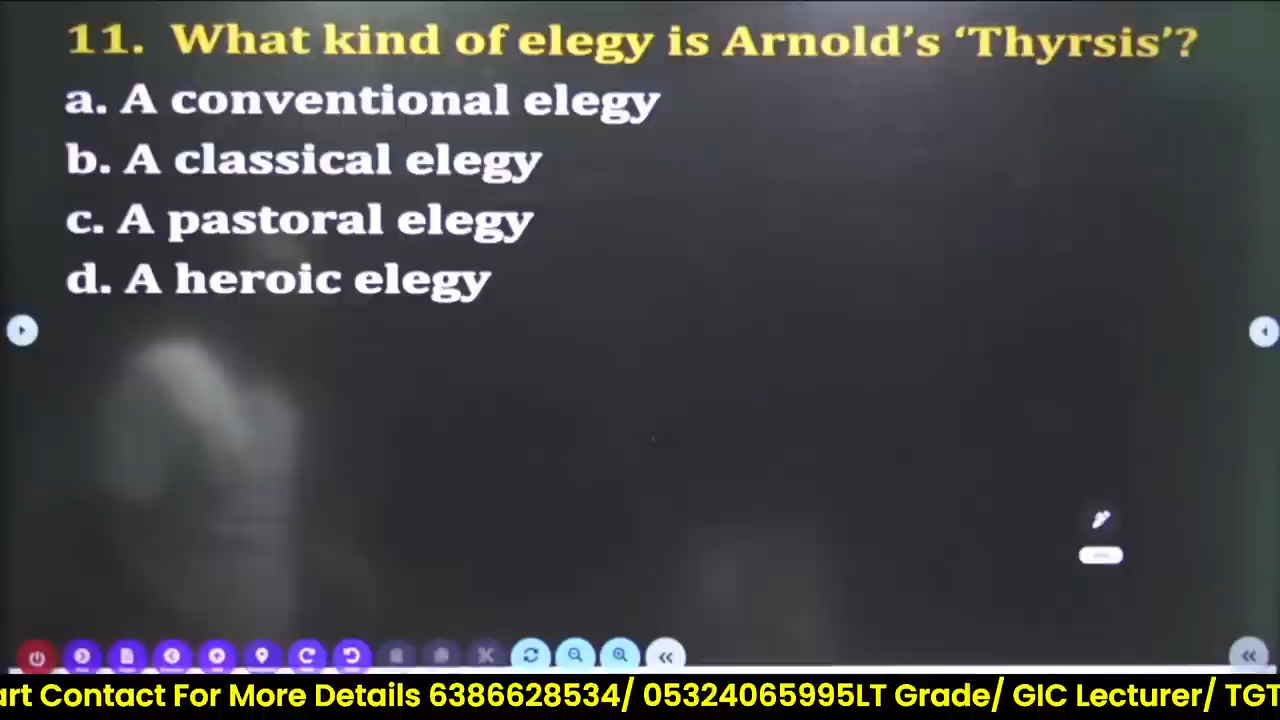 11. What kind of elegy is Arnold’s ‘Thyrsis’?
a. A conventional elegy
b. A classical elegy
c. A pastoral elegy
d. A heroic elegy
art Contact For More Details 6386628534/ 05324065995LT Grade/ GIC Lecturer/ TGT